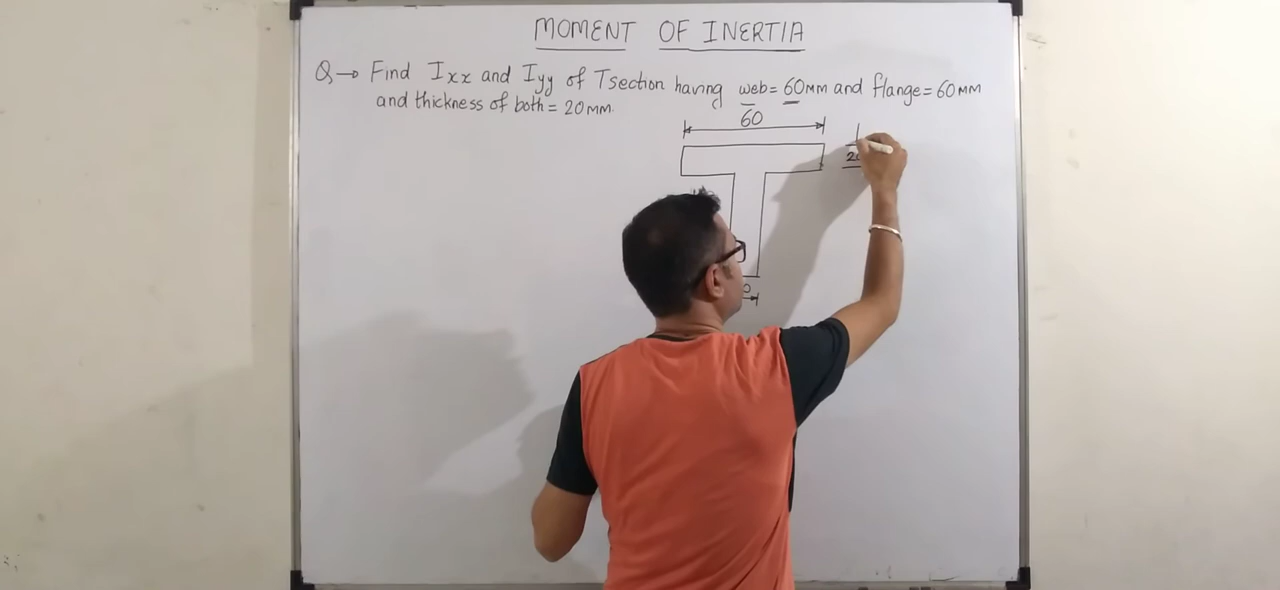 MOMENT OF INERTIA
Q→ Find Ixx and Iyy of T section having web = 60MM and flange = 60MM
and thickness of both = 20MM.
60